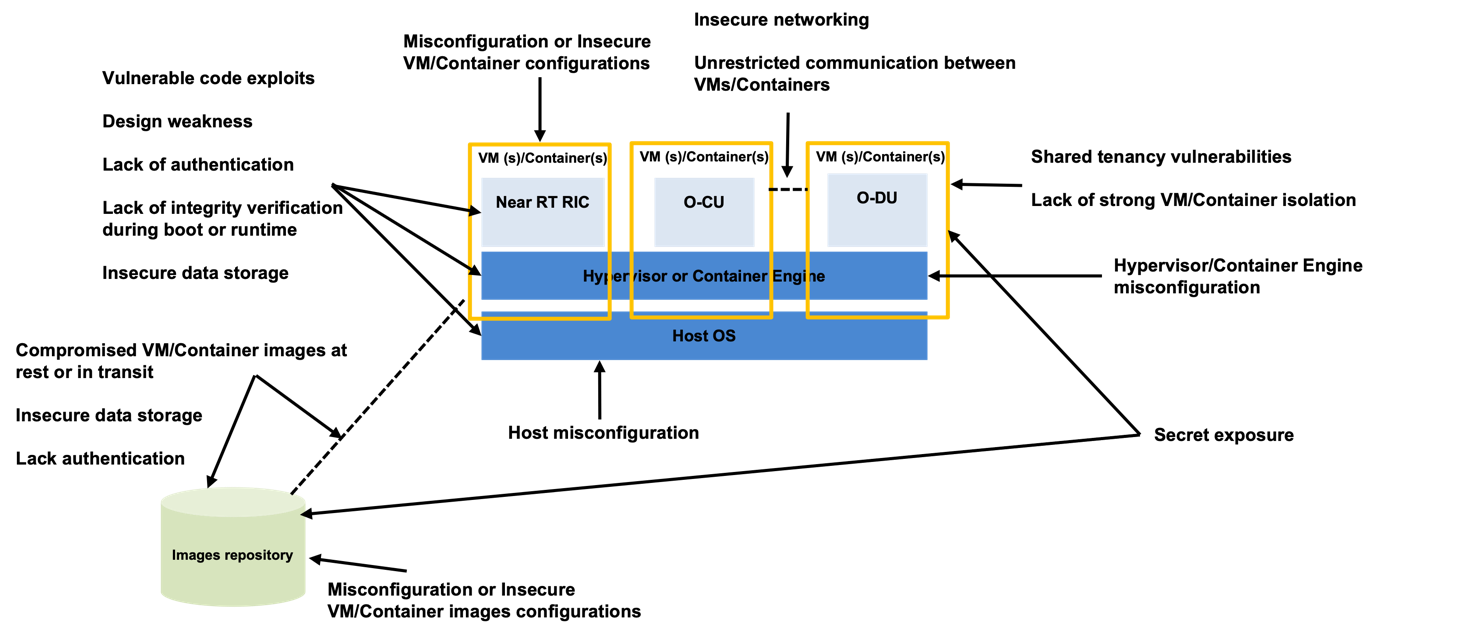 Insecure networking
Misconfiguration or Insecure
VM/Container configurations
Unrestricted communication between
VMs/Containers
Vulnerable code exploits
Design weakness
Lack of authentication
Lack of integrity verification
during boot or runtime
Insecure data storage
VM (s)/Container(s)
Near RT RIC
VM (s)/Container(s)
O-CU
VM (s)/Container(s)
O-DU
Shared tenancy vulnerabilities
Lack of strong VM/Container isolation
Hypervisor or Container Engine
Hypervisor/Container Engine
misconfiguration
Host OS
Compromised VM/Container images at
rest or in transit
Insecure data storage
Lack authentication
Host misconfiguration
Secret exposure
Images repository
Misconfiguration or Insecure
VM/Container images configurations